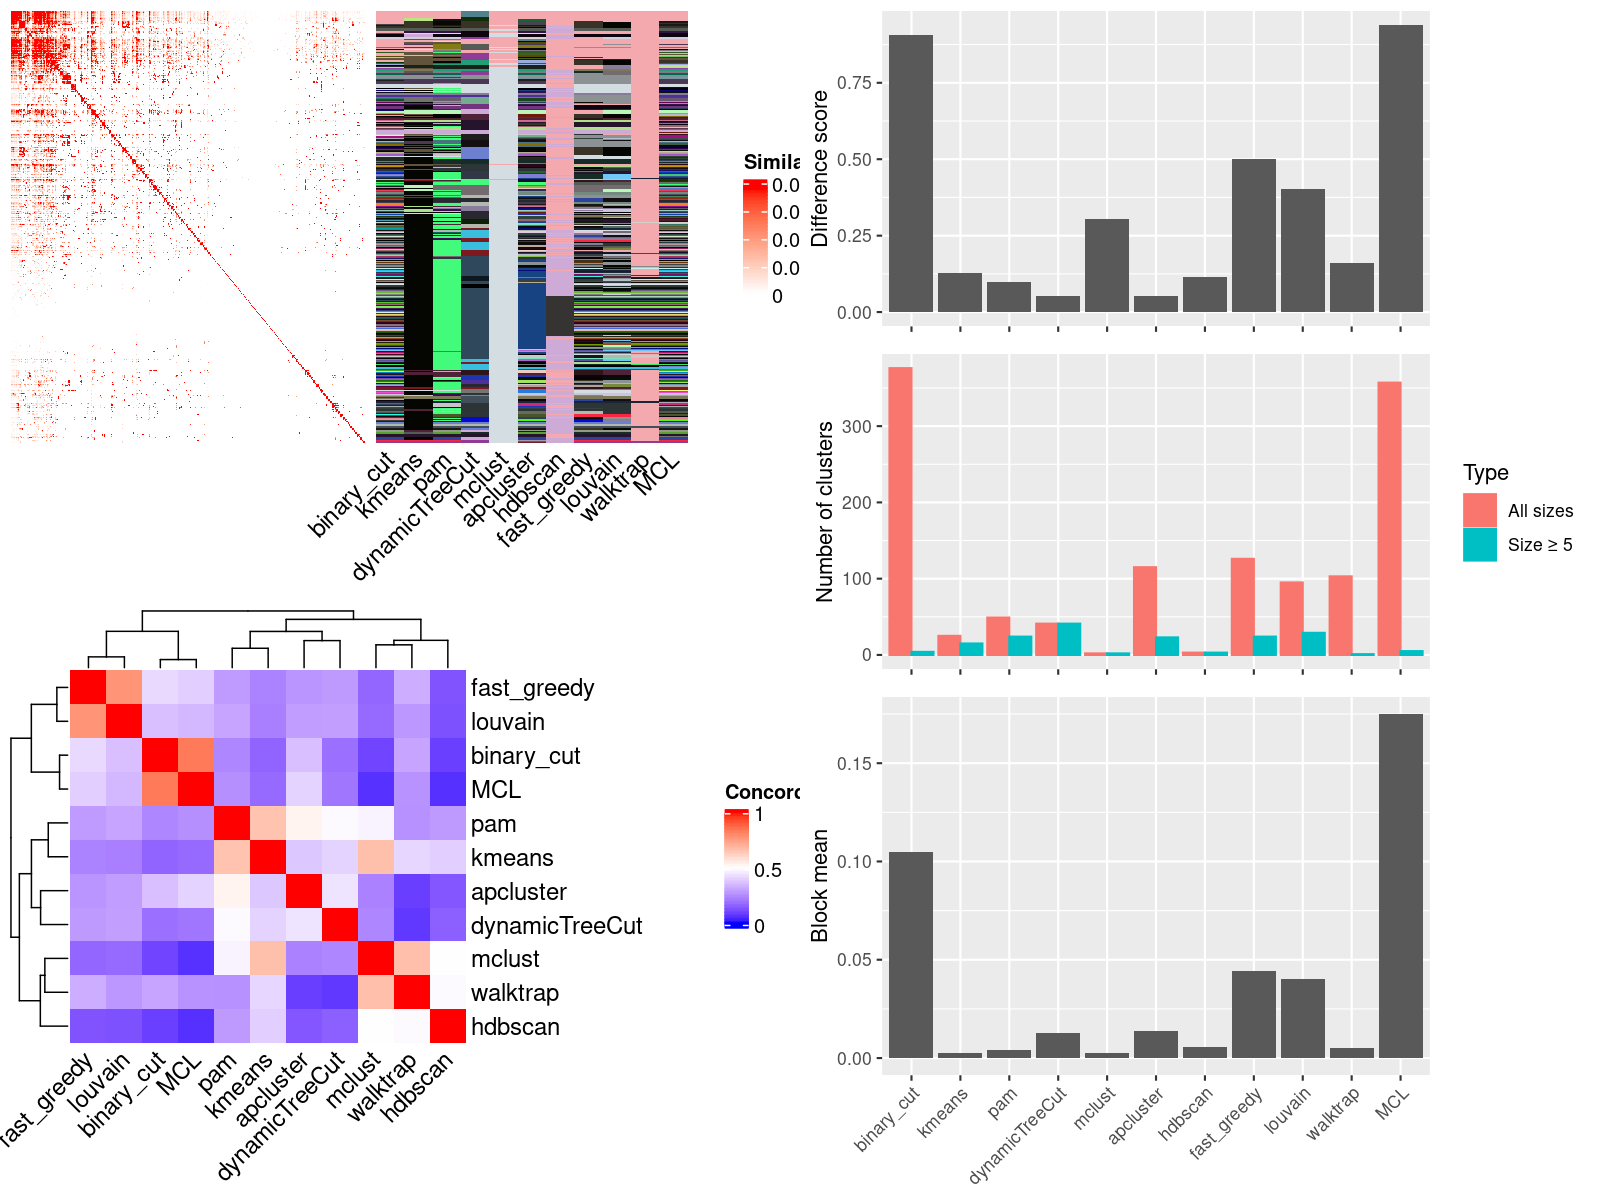 Simila
0.0
0.0
0.0
0.0
0
binary_cut
kmeans
pam
dynamicTreeCut
mclust
apcluster
hdbscan
fast_greedy
louvain
walktrap
MCL
fast_greedy
louvain
binary_cut
MCL
pam
kmeans
apcluster
dynamicTreeCut
mclust
walktrap
hdbscan
fast_greedy
louvain
binary_cut
MCL
pam
kmeans
apcluster
dynamicTreeCut
mclust
walktrap
hdbscan
Concord
1
0.5
0
Difference score
0.75
0.50
0.25
0.00
Number of clusters
300
200
100
0
Type
All sizes
Size ≥ 5
Block mean
0.15
0.10
0.05
0.00
binary_cut
kmeans
pam
dynamicTreeCut
mclust
apcluster
hdbscan
fast_greedy
louvain
walktrap
MCL